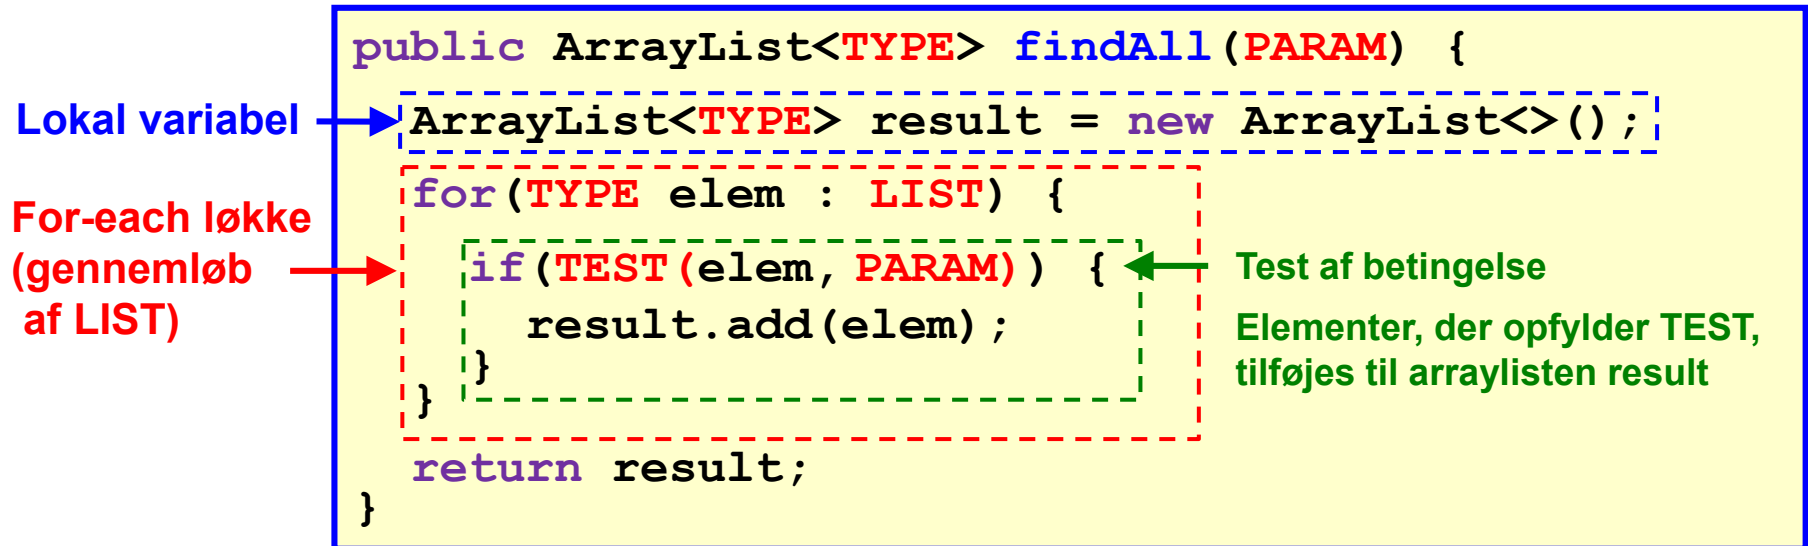 public ArrayList<TYPE> findAll(PARAM) {
Lokal variabel
ArrayList<TYPE> result = new ArrayList<>();
For-each løkke
(gennemløb
af LIST)
for(TYPE elem : LIST) {
if(TEST(elem, PARAM)) {
result.add(elem);
}
}
Test af betingelse
Elementer, der opfylder TEST,
tilføjes til arraylisten result
return result;
}